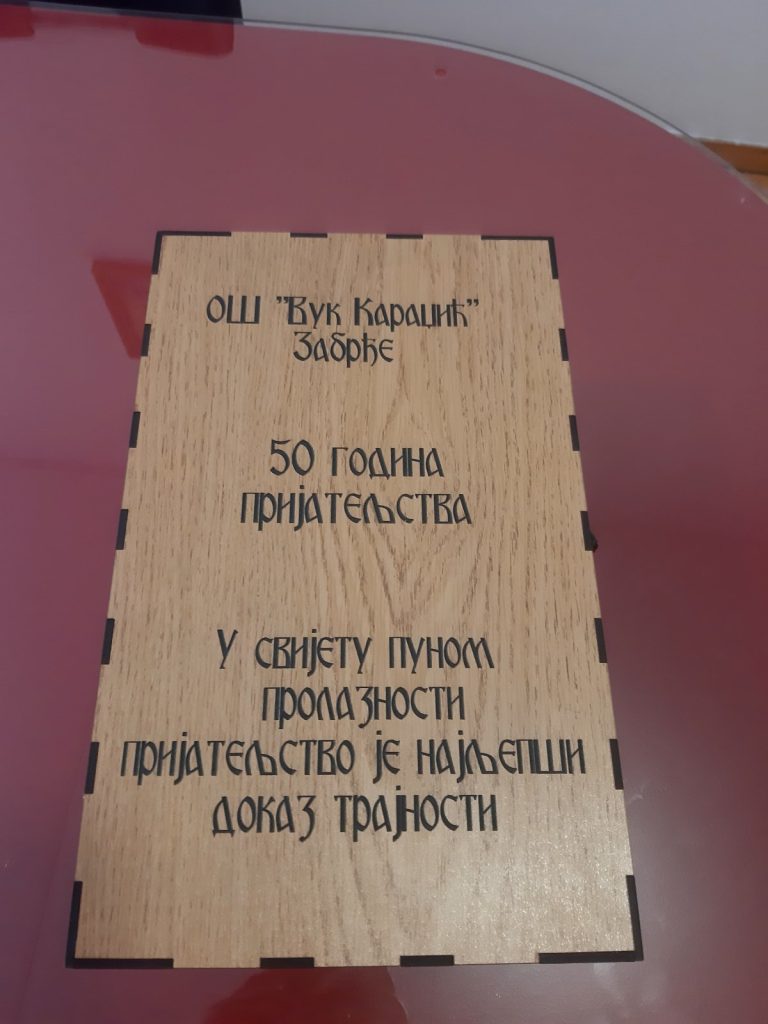 ОШ "Вук Караџић"
Забрђе
50 година
пријатељства
У свијету пуном
пролазности
пријатељство је најљепши
доказ трајности